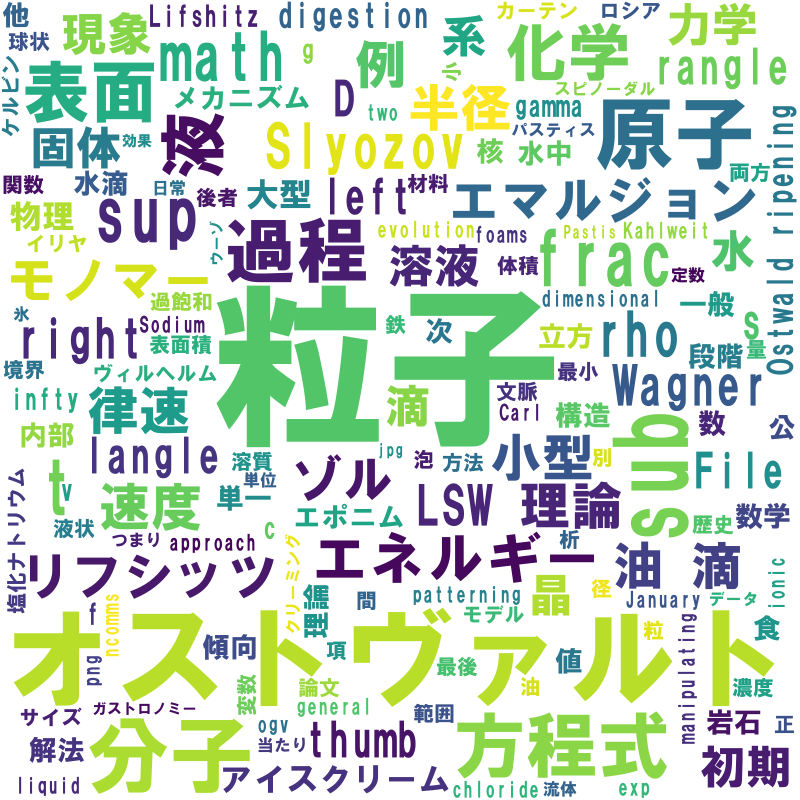 他
Lifshitz
digestion
カーテン
ロシア
力学
球状
現象
math
g
例
系
化学
rangle
ケルビン
表面
メカニズム
D
小
two
半径
gamma
スピノーダル
パスティス
原子
Ostwald ripening
固体
効果
液
Slyozov
核
水中
両方
関数
水滴
日常
後者
大型
left
材料
エマルジョン
物理
イリヤ
sup
ウーゾ
過程
evolution
foams
Pastis
Kahlweit
水
モノマー
過飽和
溶液
体積
frac
定数
氷
right
Sodium
表面積
粒子
dimensional
一般
S
量
鉄
次
立方
rho
段階
境界
ヴィルヘルム
最小
Wagner
infty
律速
滴
文脈
Carl
構造
数
公
内部
langle
溶質
jpg
泡
方法
小型
別
sub
File
t
v
速度
単一
単位
ゾル
LSW
理論
歴史
数学
塩化ナトリウム
液状
つまり
approach
c
エポニム
析
リフシッツ
クリーミング
エネルギー
油
滴
f
ncomms
理論
間
patterning
モデル
晶
径
January
データ
ionic
オストヴァルト
png
傾向
項
最後
値
粒
manipulating
食
濃度
サイズ
ガストロノミー
変数
論文
general
油
範囲
岩石
正
解法
分子
ogv
当たり
thumb
方程式
初期
liquid
アイスクリーム
chloride
流体
exp